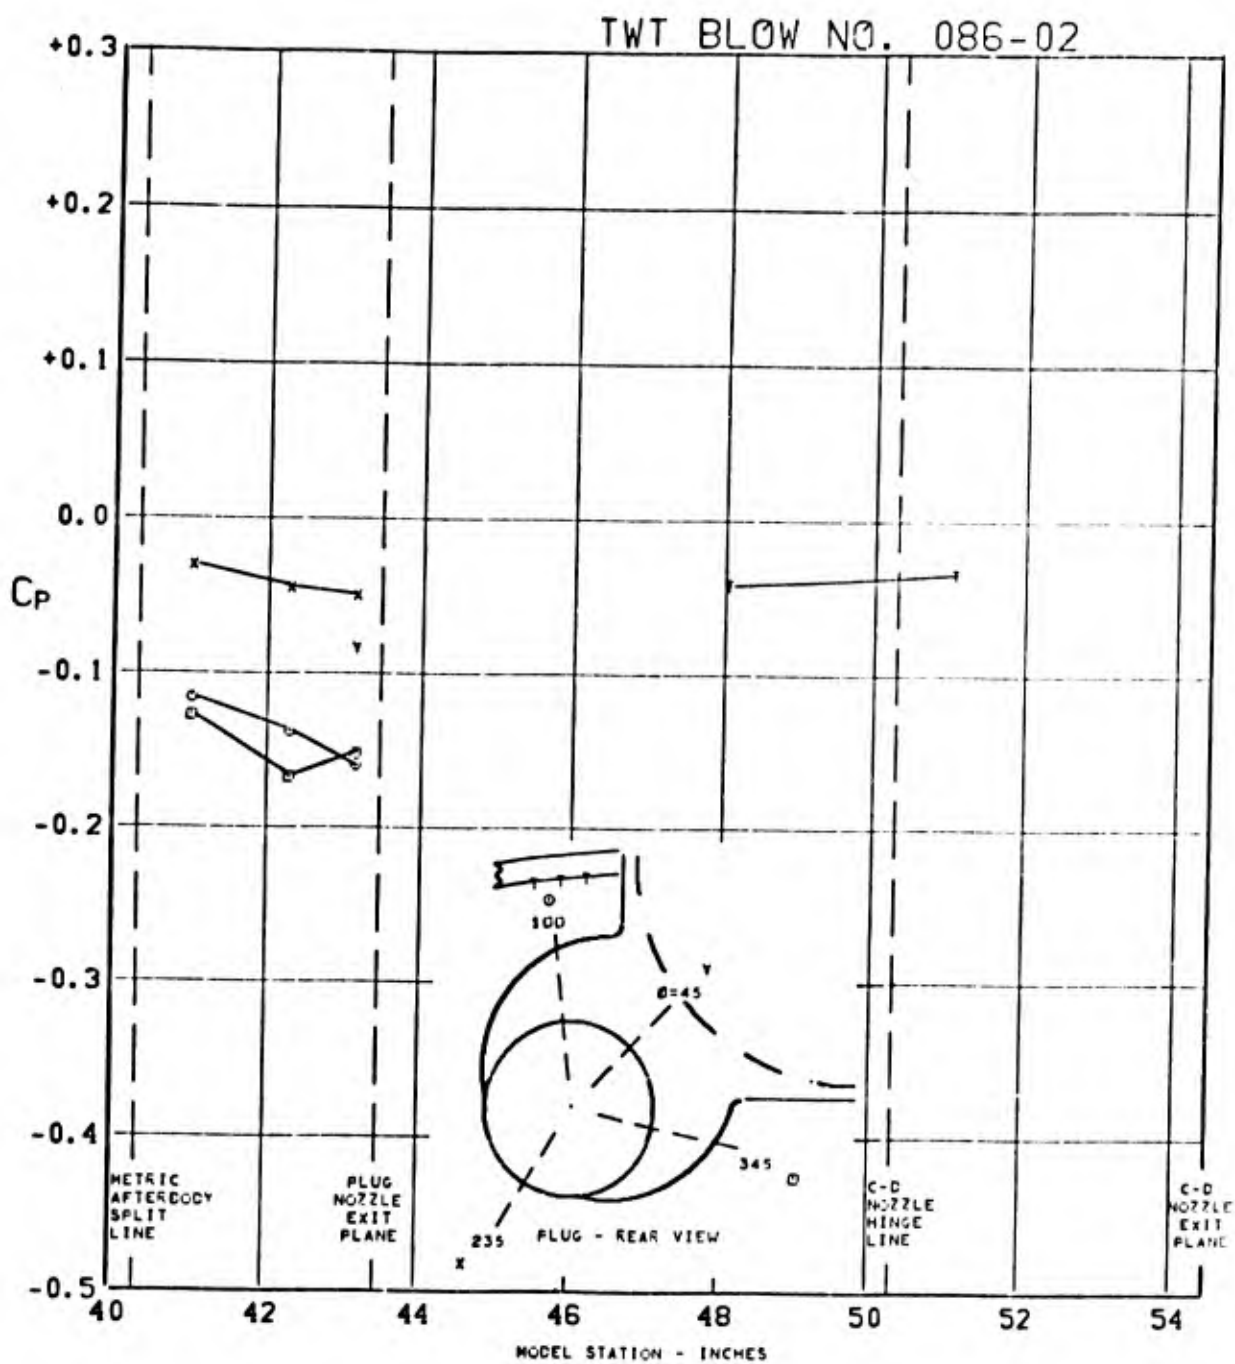 TWT BLOW NO. 086-02
+0.3
+0.2
+0.1
0.0
CP
-0.1
-0.2
-0.3
-0.4
-0.5
100
Ø=45
345
235
PLUG - REAR VIEW
METRIC
AFTERBODY
SPLIT
LINE
PLUG
NOZZLE
EXIT
PLANE
C-D
NOZZLE
HINGE
LINE
C-D
NOZZLE
EXIT
PLANE
40 42 44 46 48 50 52 54
MODEL STATION - INCHES